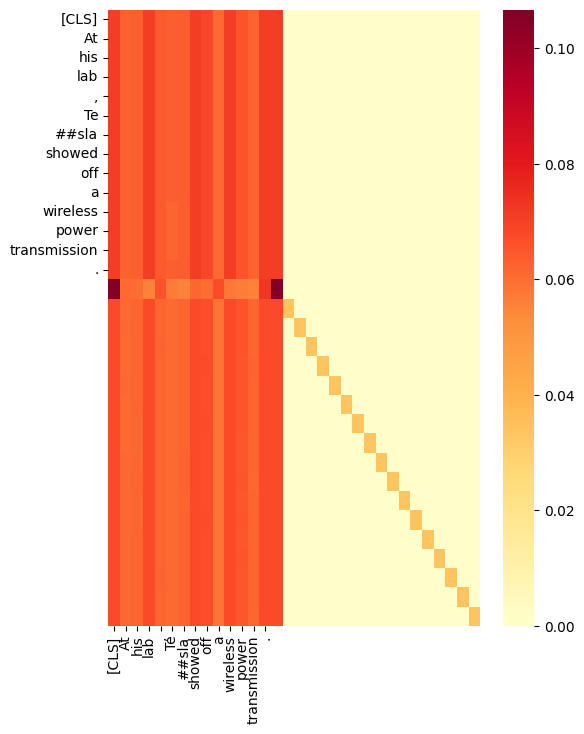 [CLS]
At
his
lab
,
Te
##sla
showed
off
a
wireless
power
transmission
.
0.10
0.08
0.06
0.04
0.02
0.00
[CLS]
At
his
lab
,
Te
##sla
showed
off
a
wireless
power
transmission
.